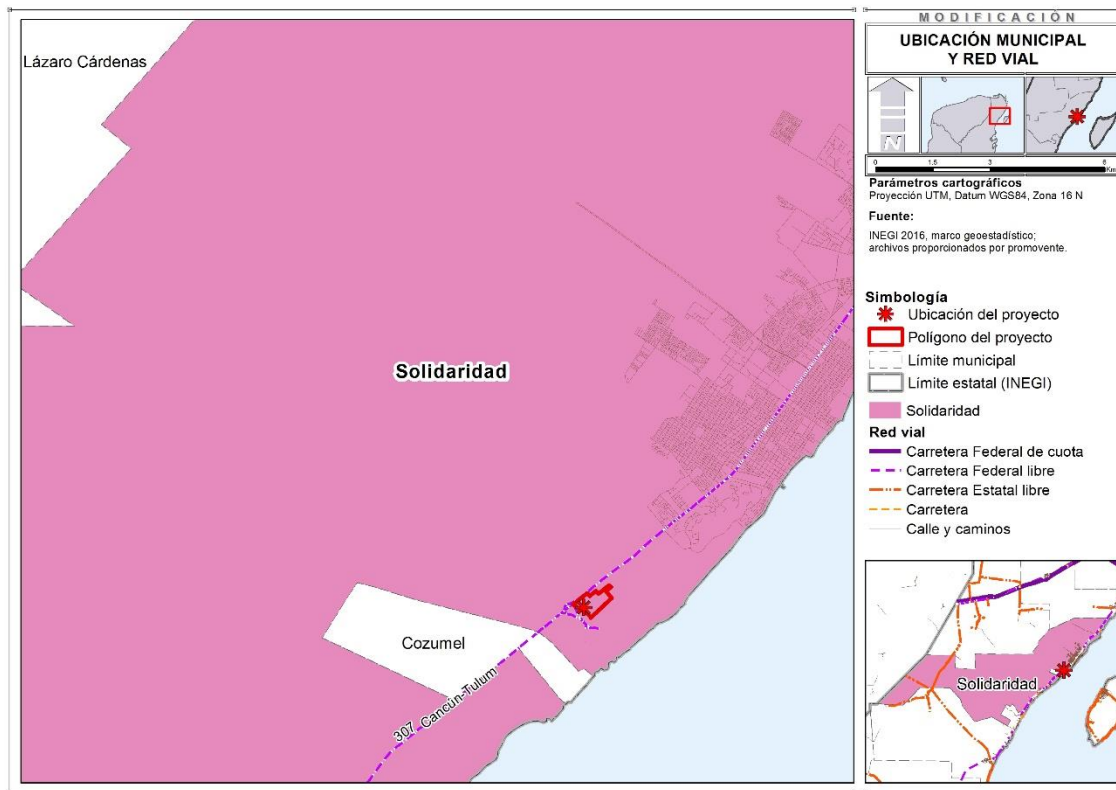 Lázaro Cárdenas
Solidaridad
Cozumel
307 Cancún-Tulum
MODIFICACIÓN
UBICACIÓN MUNICIPAL
Y RED VIAL
N
0 1.5 3 6
Km
Parámetros cartográficos
Proyección UTM, Datum WGS84, Zona 16 N
Fuente:
INEGI 2016, marco geoestadístico;
archivos proporcionados por promovente.
Simbología
Ubicación del proyecto
Polígono del proyecto
Límite municipal
Límite estatal (INEGI)
Solidaridad
Red vial
Carretera Federal de cuota
Carretera Federal libre
Carretera Estatal libre
Carretera
Calle y caminos
Solidaridad